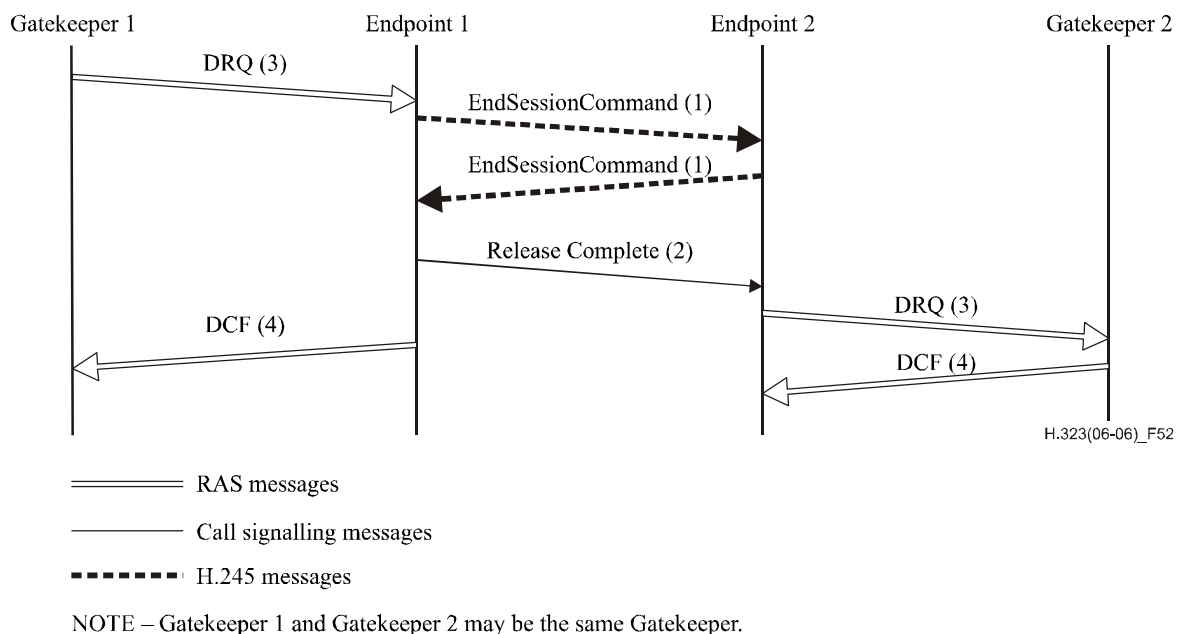 Gatekeeper 1 Endpoint 1 Endpoint 2 Gatekeeper 2
DRQ (3)
EndSessionCommand (1)
EndSessionCommand (1)
Release Complete (2)
DRQ (3)
DCF (4)
DCF (4)
H.323(06-06)_F52
RAS messages
Call signalling messages
H.245 messages
NOTE – Gatekeeper 1 and Gatekeeper 2 may be the same Gatekeeper.